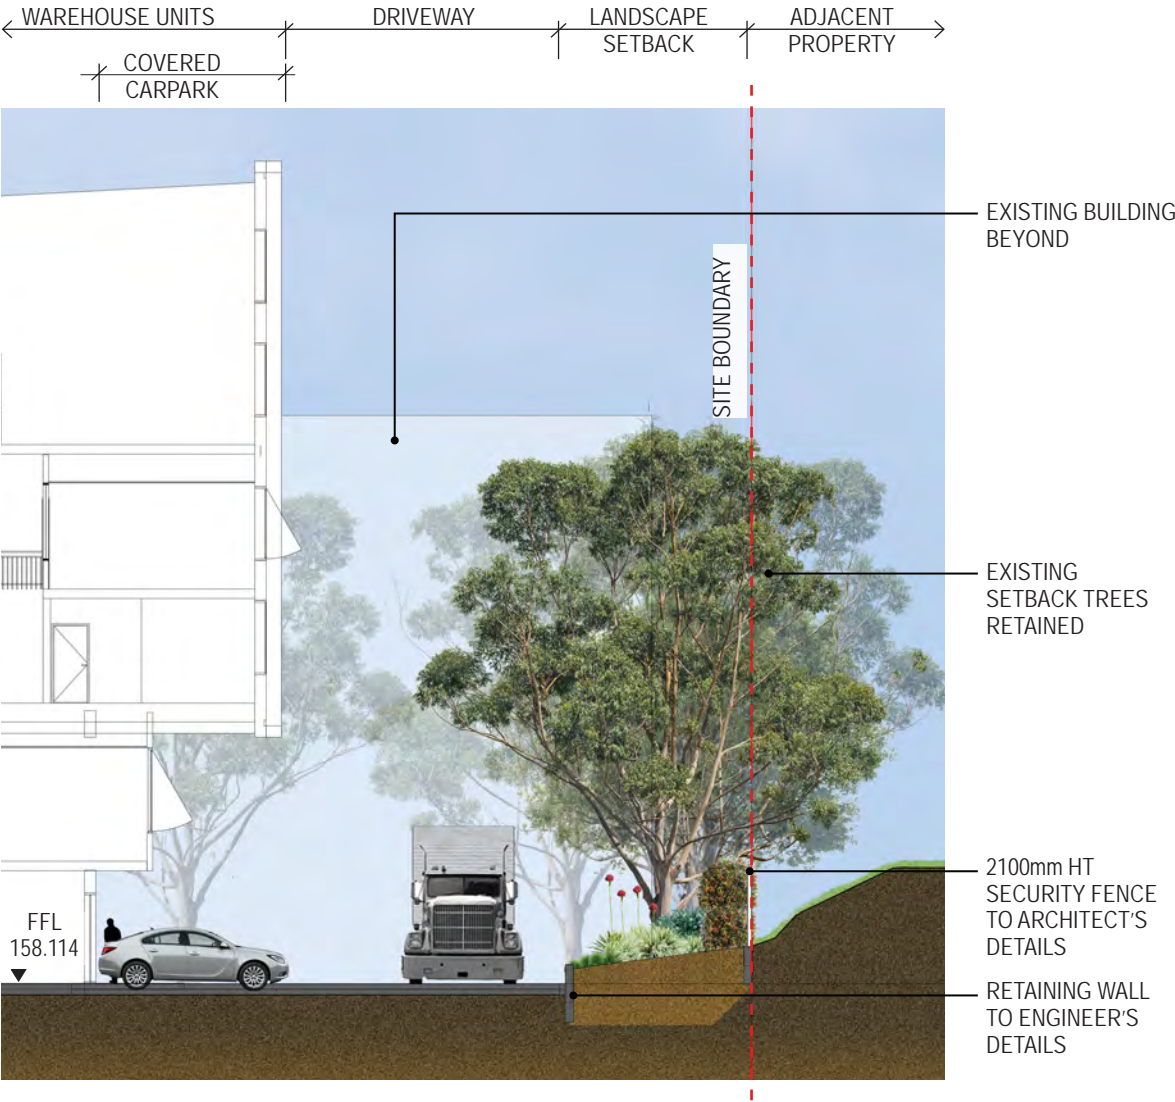 WAREHOUSE UNITS
DRIVEWAY
LANDSCAPE
SETBACK
ADJACENT
PROPERTY
COVERED
CARPARK
EXISTING BUILDING
BEYOND
SITE BOUNDARY
EXISTING
SETBACK TREES
RETAINED
2100mm HT
SECURITY FENCE
TO ARCHITECT'S
DETAILS
FFL
158.114
RETAINING WALL
TO ENGINEER'S
DETAILS